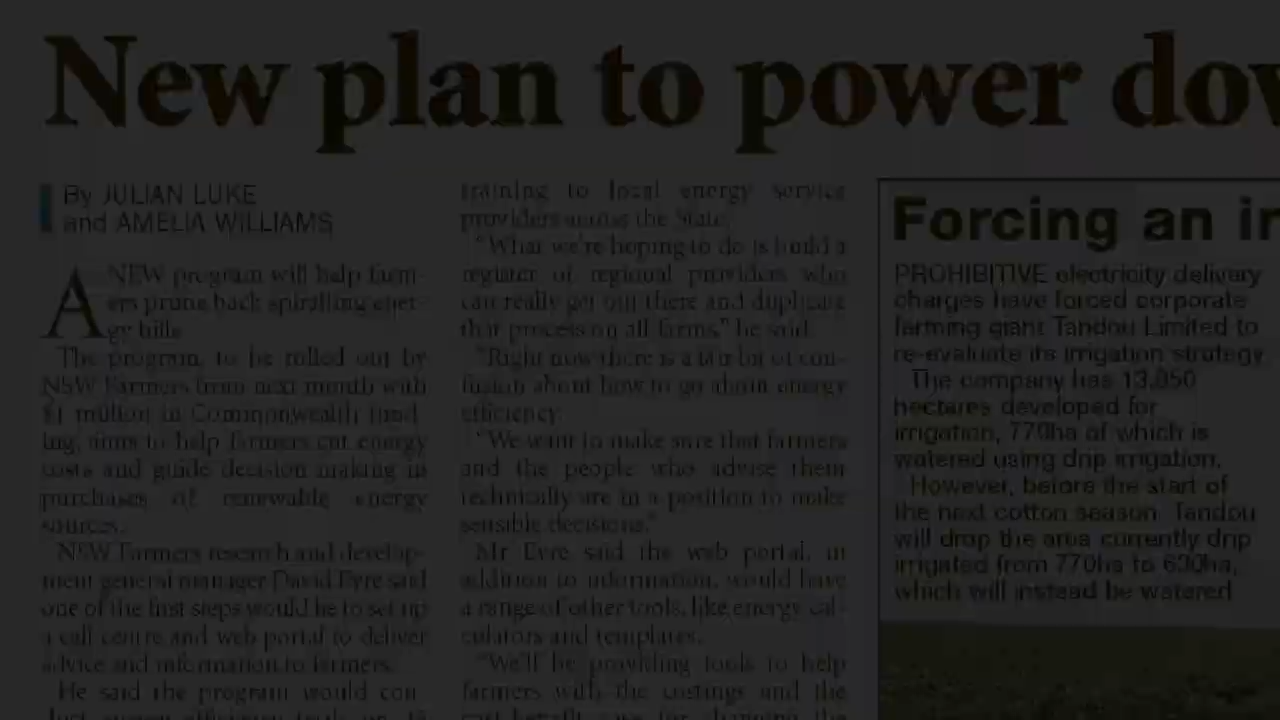 New plan to power dov
By JULIAN LUKE
and AMELIA WILLIAMS
A NEW program will help farm-
ers prune back spiralling ener-
gy bills.
The program, to be rolled out by
NSW Farmers from next month with
$1 million in Commonwealth fund-
ing, aims to help farmers cut energy
costs and guide decision making in
purchases of renewable energy
sources.
NSW Farmers research and develop-
ment general manager David Eyre said
one of the first steps would be to set up
a call centre and web portal to deliver
advice and information to farmers.
He said the program would con-
training to local energy service
providers across the State.
"What we're hoping to do is build a
register of regional providers who
can really get out there and duplicate
that process on all farms," he said.
"Right now there is a fair bit of con-
fusion about how to go about energy
efficiency.
"We want to make sure that farmers
and the people who advise them
technically are in a position to make
sensible decisions."
Mr Eyre said the web portal, in
addition to information, would have
a range of other tools, like energy cal-
culators and templates.
"We'll be providing tools to help
farmers with the costings and the
cost-benefit case for changing the
Forcing an ir
PROHIBITIVE electricity delivery
charges have forced corporate
farming giant Tandou Limited to
re-evaluate its irrigation strategy.
The company has 13,050
hectares developed for
irrigation, 770ha of which is
watered using drip irrigation.
However, before the start of
the next cotton season Tandou
will drop the area currently drip
irrigated from 770ha to 630ha,
which will instead be watered